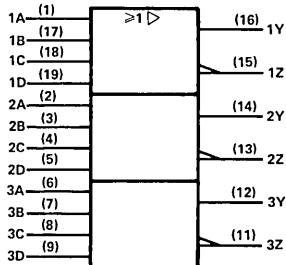 ≥1 ▷
1A (1)
1B (17)
1C (18)
1D (19)
2A (2)
2B (3)
2C (4)
2D (5)
3A (6)
3B (7)
3C (8)
3D (9)
(16) 1Y
(15) 1Z
(14) 2Y
(13) 2Z
(12) 3Y
(11) 3Z